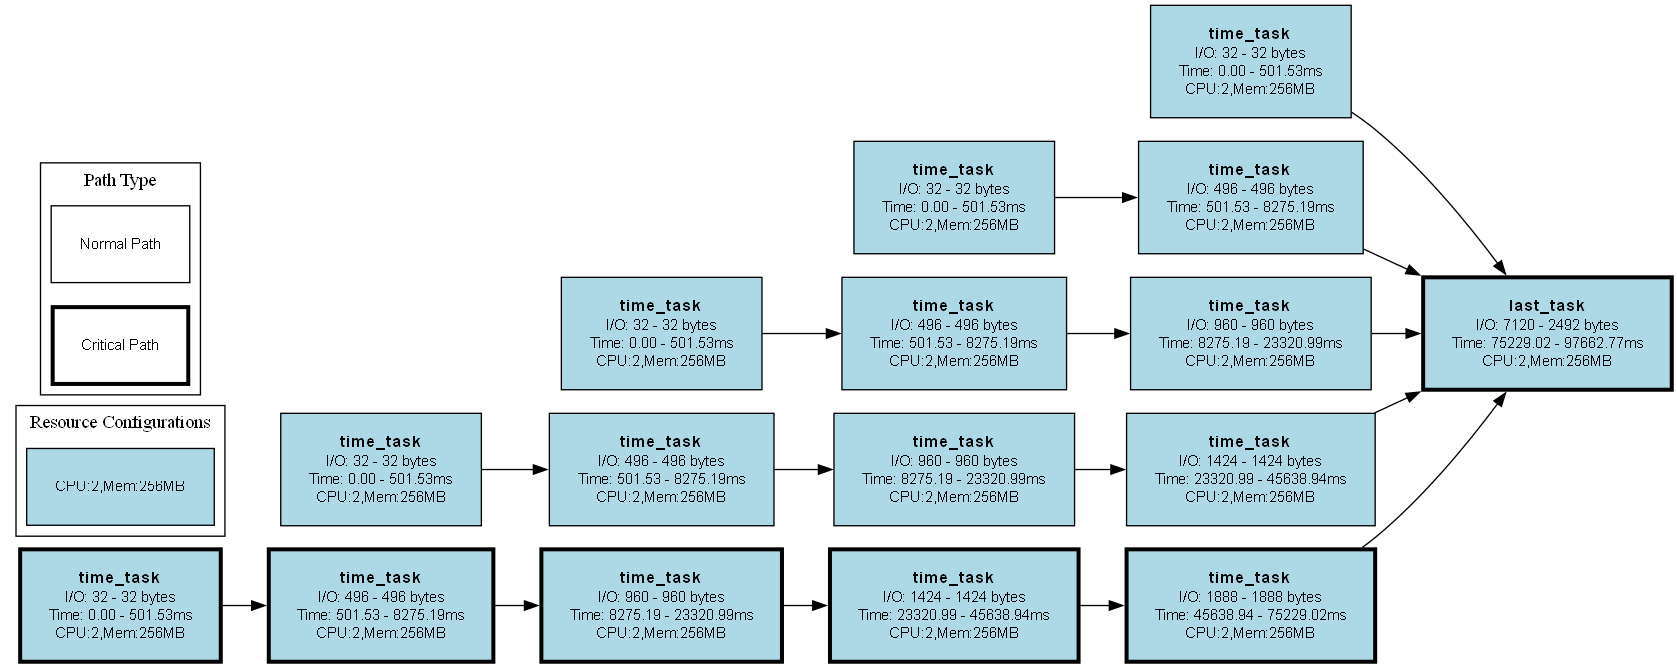 time_task
I/O: 32 - 32 bytes
Time: 0.00 - 501.53ms
CPU:2,Mem:256MB
time_task
I/O: 32 - 32 bytes
Time: 0.00 - 501.53ms
CPU:2,Mem:256MB
time_task
I/O: 496 - 496 bytes
Time: 501.53 - 8275.19ms
CPU:2,Mem:256MB
Path Type
Normal Path
Critical Path
time_task
I/O: 32 - 32 bytes
Time: 0.00 - 501.53ms
CPU:2,Mem:256MB
time_task
I/O: 496 - 496 bytes
Time: 501.53 - 8275.19ms
CPU:2,Mem:256MB
time_task
I/O: 960 - 960 bytes
Time: 8275.19 - 23320.99ms
CPU:2,Mem:256MB
last_task
I/O: 7120 - 2492 bytes
Time: 75229.02 - 97662.77ms
CPU:2,Mem:256MB
Resource Configurations
CPU:2,Mem:256MB
time_task
I/O: 32 - 32 bytes
Time: 0.00 - 501.53ms
CPU:2,Mem:256MB
time_task
I/O: 496 - 496 bytes
Time: 501.53 - 8275.19ms
CPU:2,Mem:256MB
time_task
I/O: 960 - 960 bytes
Time: 8275.19 - 23320.99ms
CPU:2,Mem:256MB
time_task
I/O: 1424 - 1424 bytes
Time: 23320.99 - 45638.94ms
CPU:2,Mem:256MB
time_task
I/O: 32 - 32 bytes
Time: 0.00 - 501.53ms
CPU:2,Mem:256MB
time_task
I/O: 496 - 496 bytes
Time: 501.53 - 8275.19ms
CPU:2,Mem:256MB
time_task
I/O: 960 - 960 bytes
Time: 8275.19 - 23320.99ms
CPU:2,Mem:256MB
time_task
I/O: 1424 - 1424 bytes
Time: 23320.99 - 45638.94ms
CPU:2,Mem:256MB
time_task
I/O: 1888 - 1888 bytes
Time: 45638.94 - 75229.02ms
CPU:2,Mem:256MB